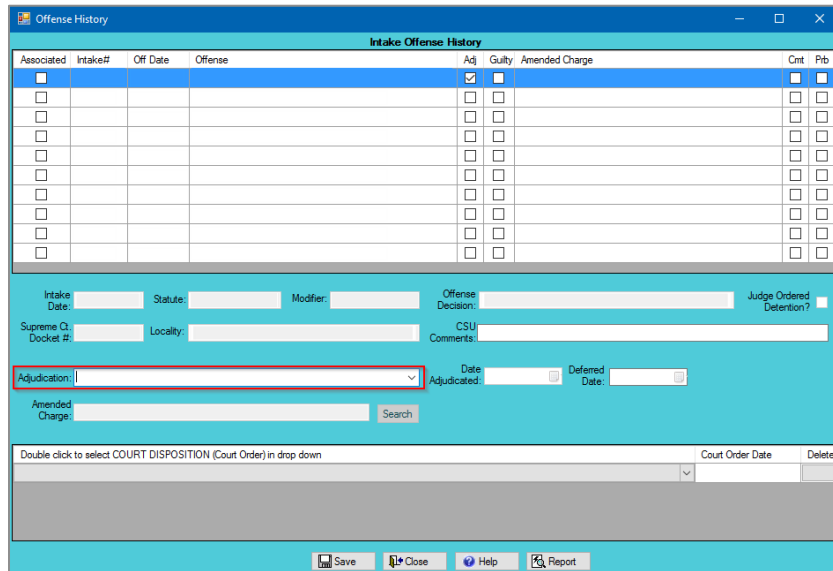 Offense History
Intake Offense History
Associated Intake# Off Date Offense Adj Guilty Amended Charge Cmt Prb
Intake Date: Statute: Modifier: Offense Decision: Judge Ordered Detention?
Supreme Ct. Docket #: Locality: CSU Comments:
Adjudication: Date Adjudicated: Deferred Date:
Amended Charge: Search
Double click to select COURT DISPOSITION (Court Order) in drop down Court Order Date Delete
Save Close Help Report